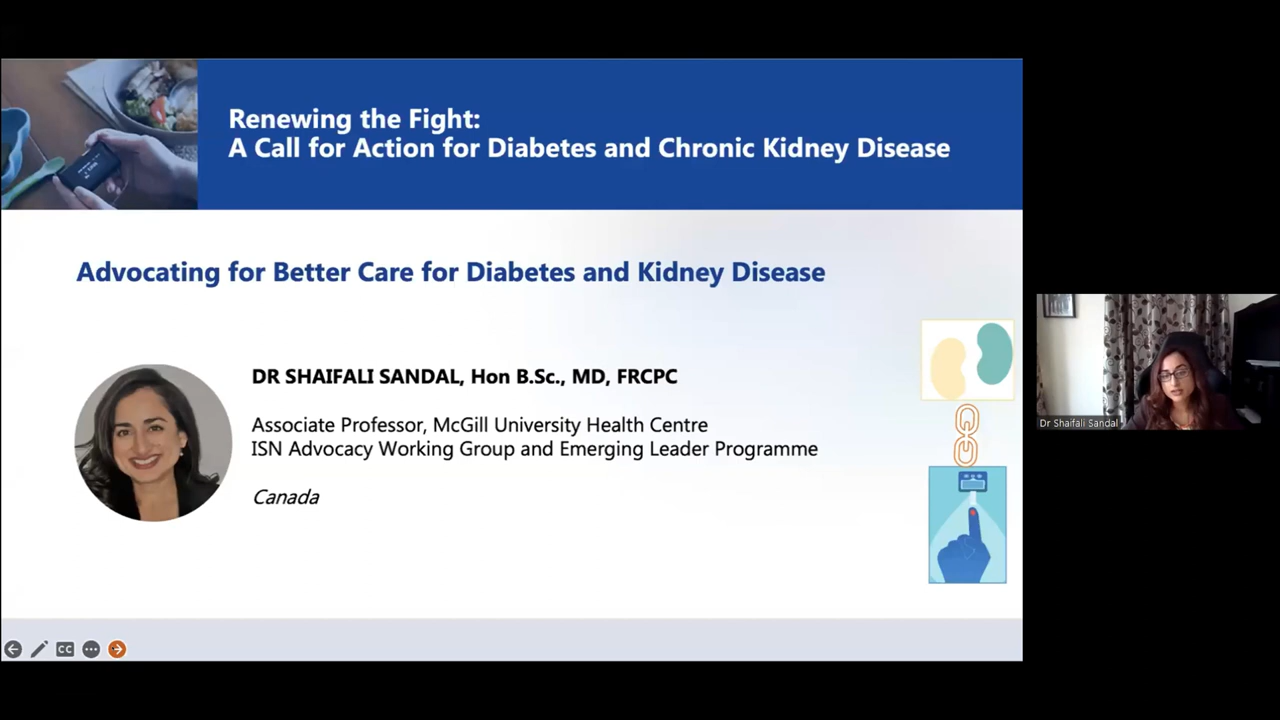 Renewing the Fight:
A Call for Action for Diabetes and Chronic Kidney Disease
Advocating for Better Care for Diabetes and Kidney Disease
DR SHAIFALI SANDAL, Hon B.Sc., MD, FRCPC
Associate Professor, McGill University Health Centre
ISN Advocacy Working Group and Emerging Leader Programme
Canada
Dr Shaifali Sandal
CC